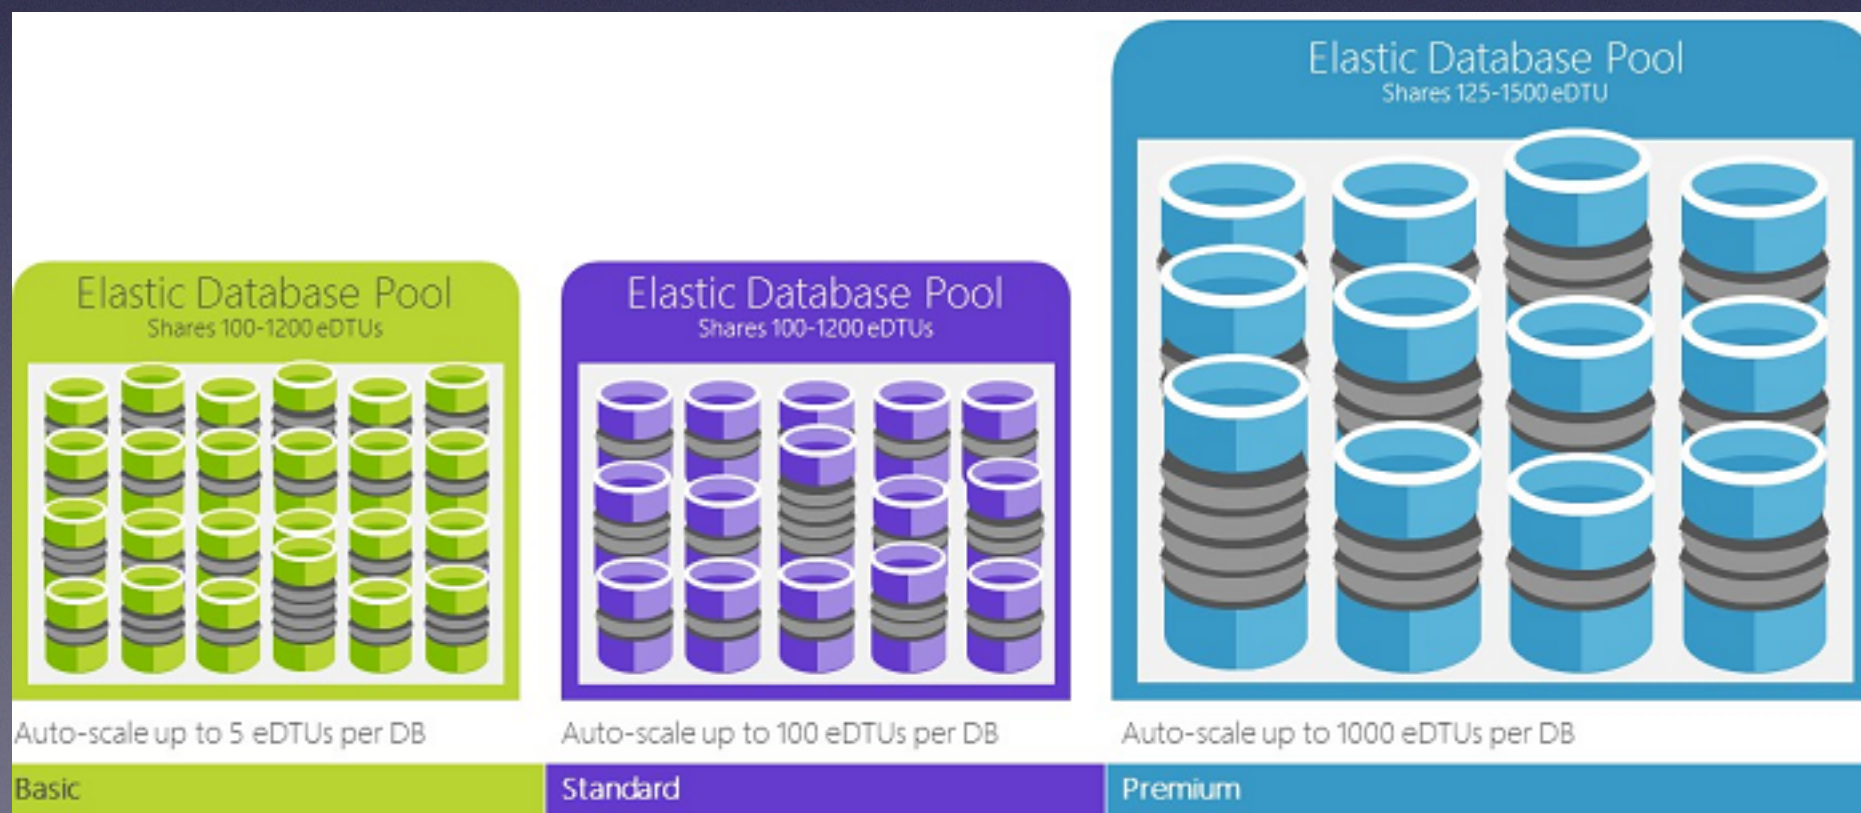 Elastic Database Pool
Shares 100-1200 eDTUs
Auto-scale up to 5 eDTUs per DB
Basic
Elastic Database Pool
Shares 100-1200 eDTUs
Auto-scale up to 100 eDTUs per DB
Standard
Elastic Database Pool
Shares 125-1500 eDTU
Auto-scale up to 1000 eDTUs per DB
Premium